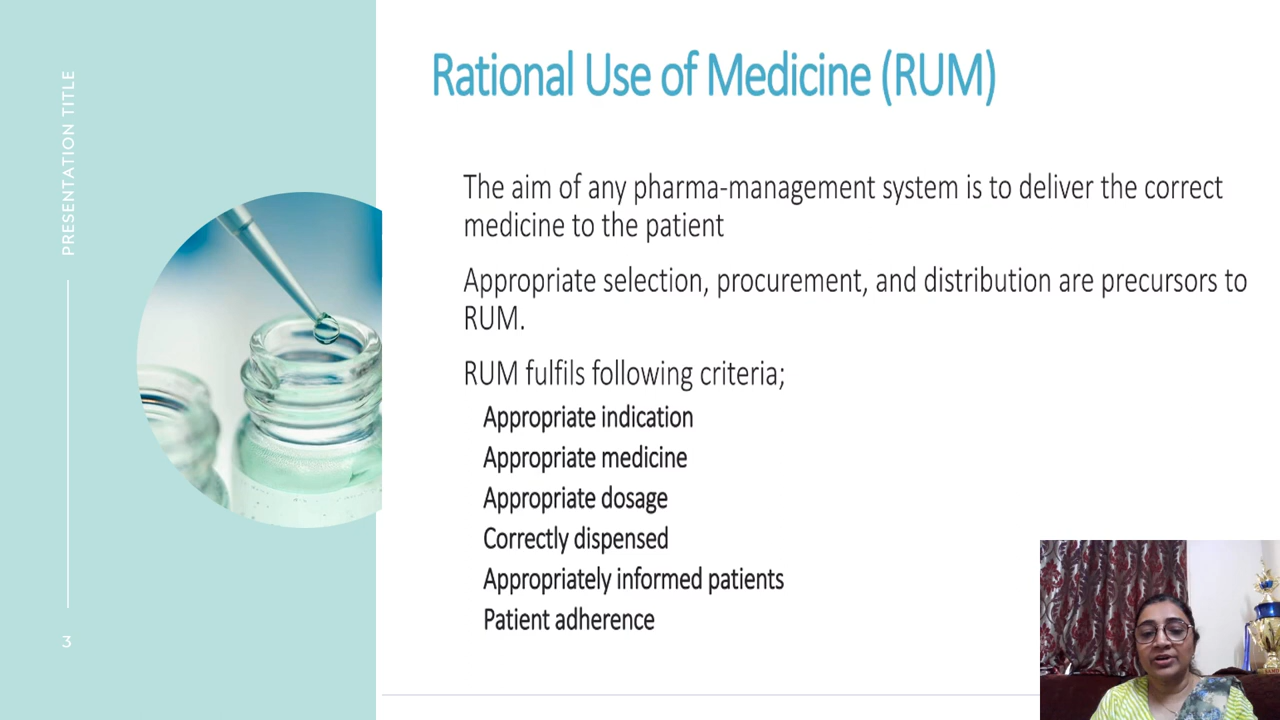 PRESENTATION TITLE
3
Rational Use of Medicine (RUM)
The aim of any pharma-management system is to deliver the correct
medicine to the patient
Appropriate selection, procurement, and distribution are precursors to
RUM.
RUM fulfils following criteria;
Appropriate indication
Appropriate medicine
Appropriate dosage
Correctly dispensed
Appropriately informed patients
Patient adherence